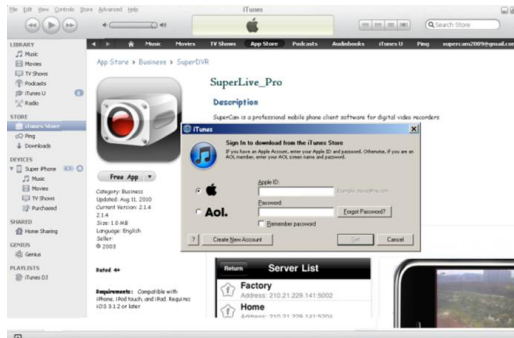 File Edit View Controls Store Advanced Help
iTunes
Search Store
LIBRARY
Music
Movies
TV Shows
Podcasts
iTunes U
Radio
STORE
iTunes Store
Ping
Downloads
DEVICES
Super iPhone
Music
Movies
TV Shows
Purchased
SHARED
Home Sharing
GENIUS
Genius
PLAYLISTS
iTunes DJ
Music Movies TV Shows App Store Podcasts Audiobooks iTunes U Ping supercam2009@gmail.com
App Store > Business > SuperDVR
Free App
Category: Business
Updated: Aug 11, 2010
Current Version: 2.1.4
2.1.4
Size: 1.0 MB
Language: English
Seller:
© 2003
Rated 4+
Requirements: Compatible with
iPhone, iPod touch, and iPad. Requires
iOS 3.1.2 or later
SuperLive_Pro
Description
SuperCam is a professional mobile phone client software for digital video recorders
iTunes
Sign In to download from the iTunes Store
If you have an Apple Account, enter your Apple ID and password. Otherwise, if you are an
AOL member, enter your AOL screen name and password.
Apple ID:
Password:
Aol.
Forgot Password?
Remember password
?
Create New Account
Cancel
Return
Server List
Factory
Address: 210.21.229.141:5002
Home